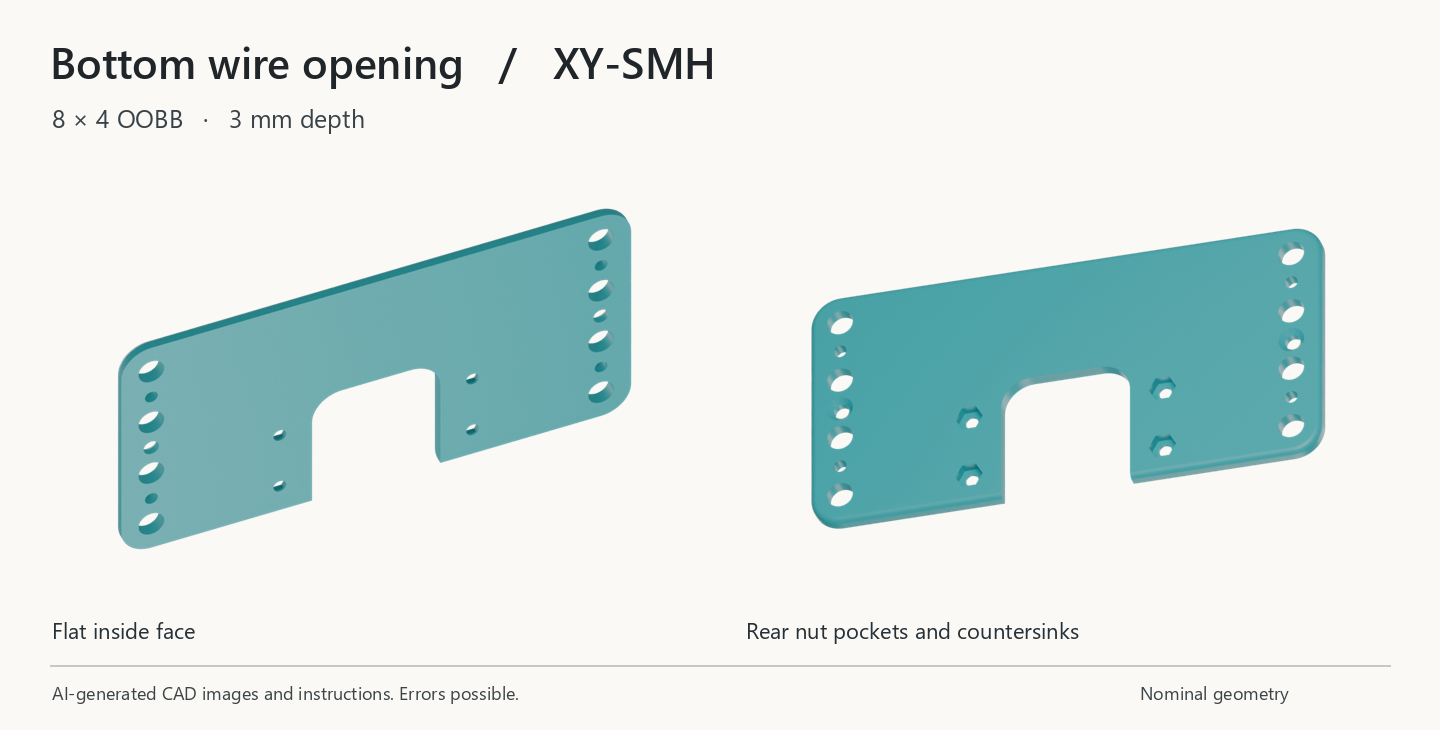 Bottom wire opening / XY-SMH
8 × 4 OOBB · 3 mm depth
Flat inside face
Rear nut pockets and countersinks
AI-generated CAD images and instructions. Errors possible.
Nominal geometry